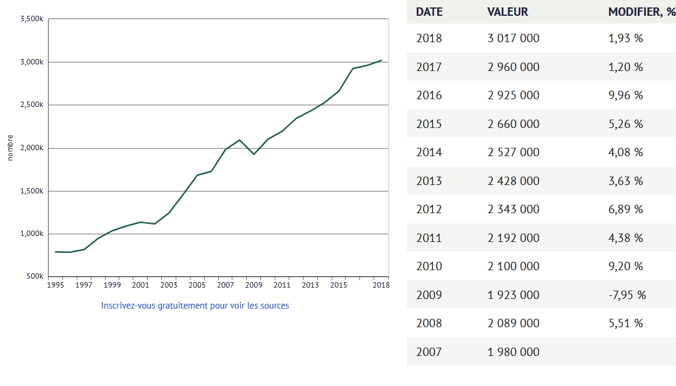 3,500k
3,000k
2,500k
2,000k
1,500k
1,000k
500k
nombre
1995 1997 1999 2001 2003 2005 2007 2009 2011 2013 2015 2018
Inscrivez-vous gratuitement pour voir les sources
DATE VALEUR MODIFIER, %
2018 3 017 000 1,93 %
2017 2 960 000 1,20 %
2016 2 925 000 9,96 %
2015 2 660 000 5,26 %
2014 2 527 000 4,08 %
2013 2 428 000 3,63 %
2012 2 343 000 6,89 %
2011 2 192 000 4,38 %
2010 2 100 000 9,20 %
2009 1 923 000 -7,95 %
2008 2 089 000 5,51 %
2007 1 980 000